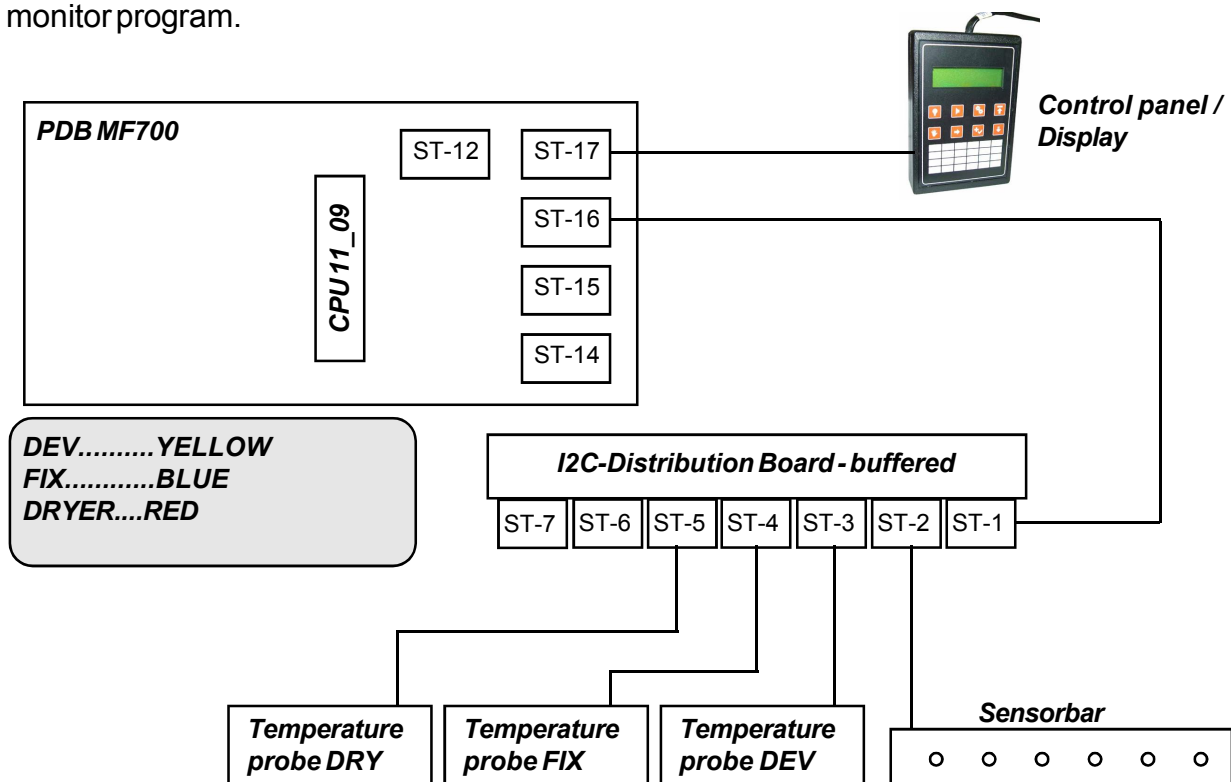 monitor program.
PDB MF700
ST-12
ST-17
Control panel /
Display
CPU11_09
ST-16
ST-15
ST-14
DEV..........YELLOW
FIX............BLUE
DRYER....RED
I2C-Distribution Board - buffered
ST-7 ST-6 ST-5 ST-4 ST-3 ST-2 ST-1
Temperature
probe DRY
Temperature
probe FIX
Temperature
probe DEV
Sensorbar